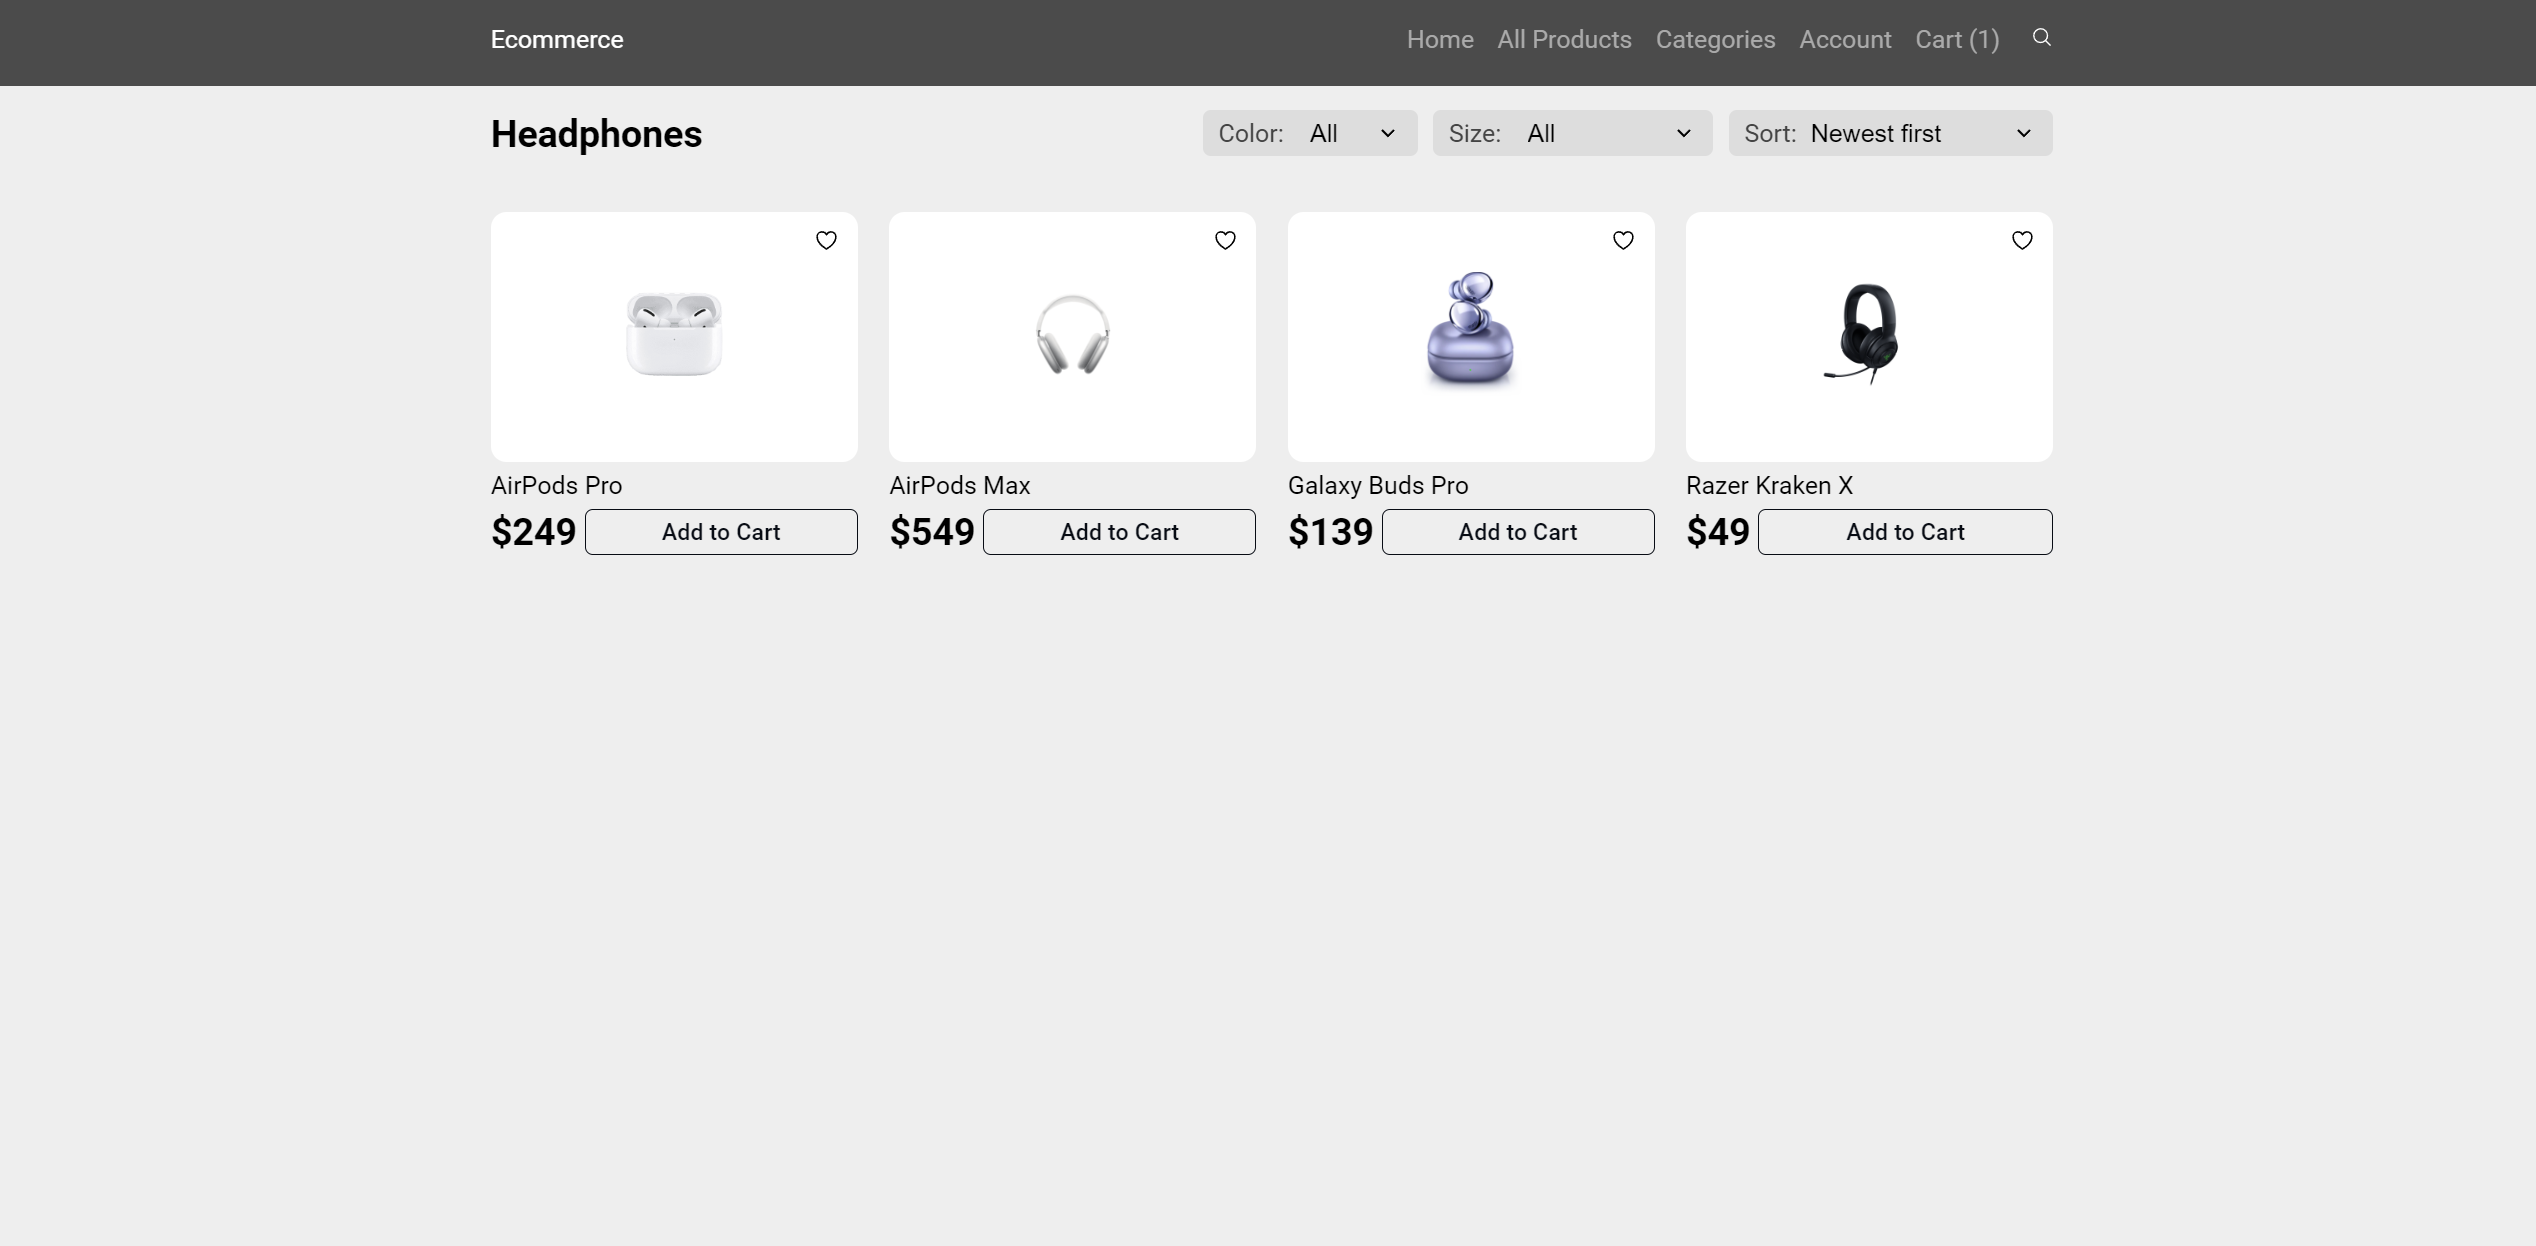 Ecommerce
Home All Products Categories Account Cart (1)
Headphones
Color: All
Size: All
Sort: Newest first
AirPods Pro
$249 Add to Cart
AirPods Max
$549 Add to Cart
Galaxy Buds Pro
$139 Add to Cart
Razer Kraken X
$49 Add to Cart